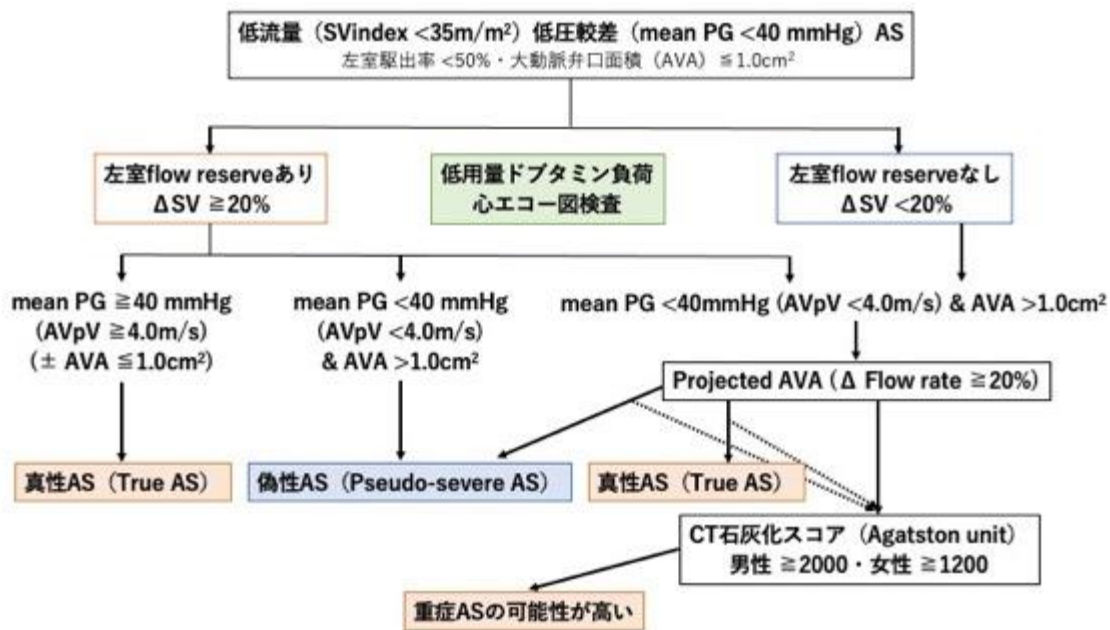 低流量(SVindex <35m/m²)低圧較差(mean PG <40 mmHg)AS
左室駆出率 <50%・大動脈弁口面積(AVA)≦1.0cm²
左室flow reserveあり
ΔSV ≧20%
低用量ドブタミン負荷
心エコー図検査
左室flow reserveなし
ΔSV <20%
mean PG ≧40 mmHg
(AVpV ≧4.0m/s)
(± AVA ≦1.0cm²)
mean PG <40 mmHg
(AVpV <4.0m/s)
& AVA >1.0cm²
mean PG <40mmHg (AVpV <4.0m/s) & AVA >1.0cm²
Projected AVA (Δ Flow rate ≧20%)
真性AS(True AS)
偽性AS(Pseudo-severe AS)
真性AS(True AS)
CT石灰化スコア(Agatston unit)
男性 ≧2000・女性 ≧1200
重症ASの可能性が高い